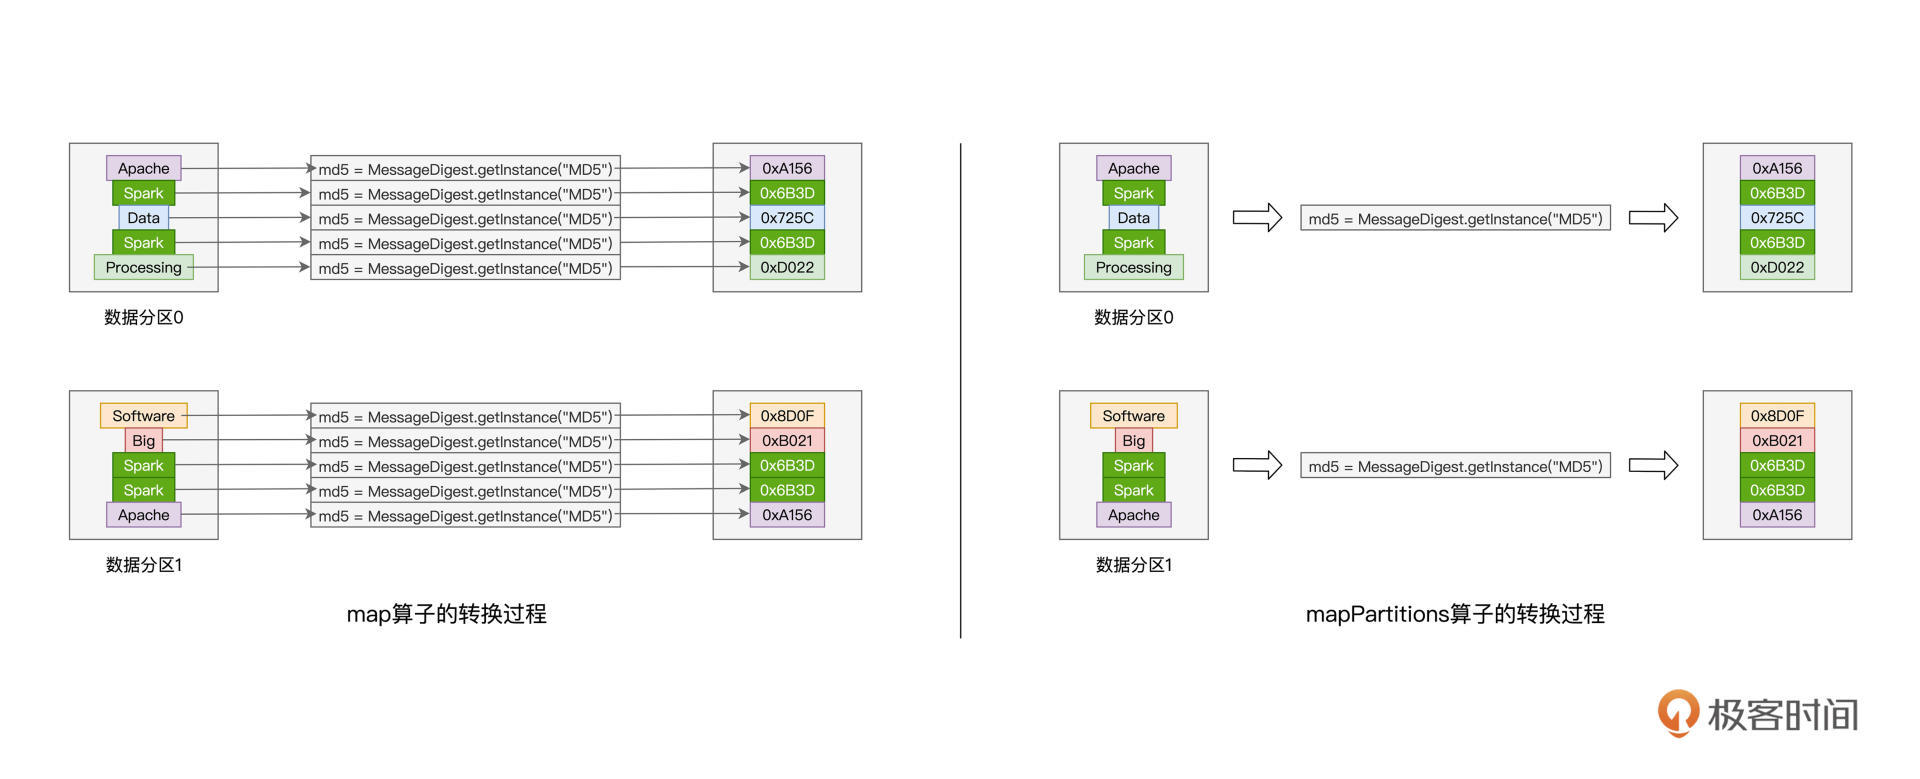 Apache
Spark
Data
Spark
Processing
md5 = MessageDigest.getInstance("MD5")
md5 = MessageDigest.getInstance("MD5")
md5 = MessageDigest.getInstance("MD5")
md5 = MessageDigest.getInstance("MD5")
md5 = MessageDigest.getInstance("MD5")
0xA156
0x6B3D
0x725C
0x6B3D
0xD022
数据分区0
Software
Big
Spark
Spark
Apache
md5 = MessageDigest.getInstance("MD5")
md5 = MessageDigest.getInstance("MD5")
md5 = MessageDigest.getInstance("MD5")
md5 = MessageDigest.getInstance("MD5")
md5 = MessageDigest.getInstance("MD5")
0x8D0F
0xB021
0x6B3D
0x6B3D
0xA156
数据分区1
map算子的转换过程
Apache
Spark
Data
Spark
Processing
md5 = MessageDigest.getInstance("MD5")
0xA156
0x6B3D
0x725C
0x6B3D
0xD022
数据分区0
Software
Big
Spark
Spark
Apache
md5 = MessageDigest.getInstance("MD5")
0x8D0F
0xB021
0x6B3D
0x6B3D
0xA156
数据分区1
mapPartitions算子的转换过程
极客时间